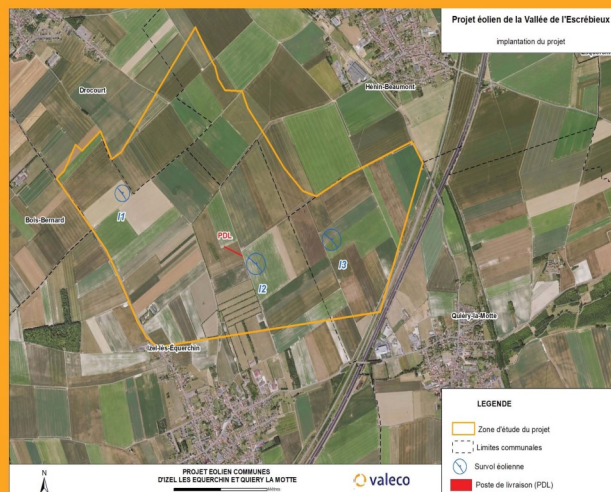 Projet éolien de la Vallée de l'Escrébieux
implantation du projet
Drocourt
Hénin-Beaumont
Bois-Bernard
I1
PDL
I2
I3
Quiéry-la-Motte
Izel-lès-Équerchin
LEGENDE
Zone d'étude du projet
Limites communales
Survol éolienne
Poste de livraison (PDL)
N
PROJET EOLIEN COMMUNES
D'IZEL LES EQUERCHIN ET QUIERY LA MOTTE
valeco